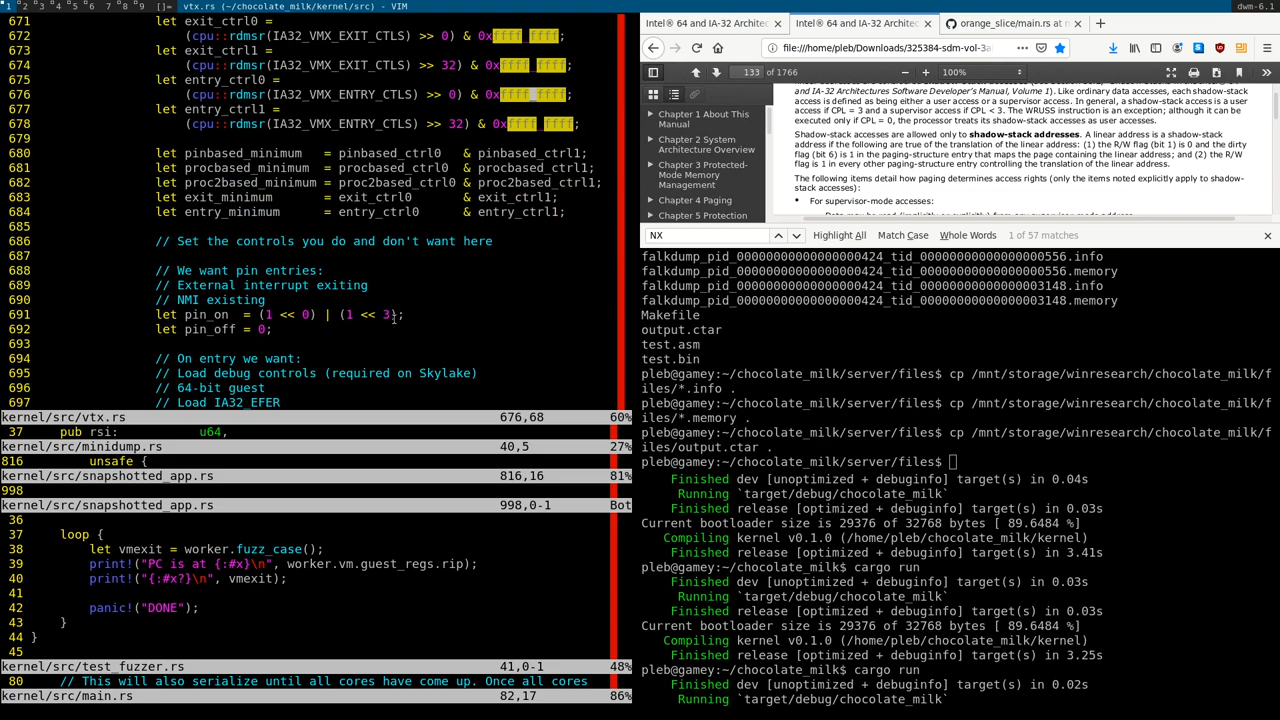 1 2 3 4 5 6 7 8 9 []= vtx.rs (~/chocolate_milk/kernel/src) - VIM
dwm-6.1
671 let exit_ctrl0 =
672 (cpu::rdmsr(IA32_VMX_EXIT_CTLS) >> 0) & 0xffff_ffff;
673 let exit_ctrl1 =
674 (cpu::rdmsr(IA32_VMX_EXIT_CTLS) >> 32) & 0xffff_ffff;
675 let entry_ctrl0 =
676 (cpu::rdmsr(IA32_VMX_ENTRY_CTLS) >> 0) & 0xffff_ffff;
677 let entry_ctrl1 =
678 (cpu::rdmsr(IA32_VMX_ENTRY_CTLS) >> 32) & 0xffff_ffff;
679
680 let pinbased_minimum = pinbased_ctrl0 & pinbased_ctrl1;
681 let procbased_minimum = procbased_ctrl0 & procbased_ctrl1;
682 let proc2based_minimum = proc2based_ctrl0 & proc2based_ctrl1;
683 let exit_minimum = exit_ctrl0 & exit_ctrl1;
684 let entry_minimum = entry_ctrl0 & entry_ctrl1;
685
686 // Set the controls you do and don't want here
687
688 // We want pin entries:
689 // External interrupt exiting
690 // NMI existing
691 let pin_on = (1 << 0) | (1 << 3);
692 let pin_off = 0;
693
694 // On entry we want:
695 // Load debug controls (required on Skylake)
696 // 64-bit guest
697 // Load IA32_EFER
kernel/src/vtx.rs 676,68 60%
37 pub rsi: u64,
kernel/src/minidump.rs 40,5 27%
816 unsafe {
kernel/src/snapshotted_app.rs 816,16 81%
998
kernel/src/snapshotted_app.rs 998,0-1 Bot
36
37 loop {
38 let vmexit = worker.fuzz_case();
39 print!("PC is at {:#x}\n", worker.vm.guest_regs.rip);
40 print!("{:#x?}\n", vmexit);
41
42 panic!("DONE");
43 }
44 }
45
kernel/src/test_fuzzer.rs 41,0-1 48%
80 // This will also serialize until all cores have come up. Once all cores
kernel/src/main.rs 82,17 86%
Intel® 64 and IA-32 Architec
Intel® 64 and IA-32 Architec
orange_slice/main.rs at n
file:///home/pleb/Downloads/325384-sdm-vol-3a
133 of 1766
100%
Chapter 1 About This
Manual
Chapter 2 System
Architecture Overview
Chapter 3 Protected-
Mode Memory
Management
Chapter 4 Paging
Chapter 5 Protection
and IA-32 Architectures Software Developer's Manual, Volume 1). Like ordinary data accesses, each shadow-stack
access is defined as being either a user access or a supervisor access. In general, a shadow-stack access is a user
access if CPL = 3 and a supervisor access if CPL < 3. The WRUSS instruction is an exception; although it can be
executed only if CPL = 0, the processor treats its shadow-stack accesses as user accesses.
Shadow-stack accesses are allowed only to shadow-stack addresses. A linear address is a shadow-stack
address if the following are true of the translation of the linear address: (1) the R/W flag (bit 1) is 0 and the dirty
flag (bit 6) is 1 in the paging-structure entry that maps the page containing the linear address; and (2) the R/W
flag is 1 in every other paging-structure entry controlling the translation of the linear address.
The following items detail how paging determines access rights (only the items noted explicitly apply to shadow-
stack accesses):
• For supervisor-mode accesses:
NX
Highlight All Match Case Whole Words 1 of 57 matches
falkdump_pid_00000000000000000424_tid_00000000000000000556.info
falkdump_pid_00000000000000000424_tid_00000000000000000556.memory
falkdump_pid_00000000000000000424_tid_00000000000000003148.info
falkdump_pid_00000000000000000424_tid_00000000000000003148.memory
Makefile
output.ctar
test.asm
test.bin
pleb@gamey:~/chocolate_milk/server/files$ cp /mnt/storage/winresearch/chocolate_milk/f
iles/*.info .
pleb@gamey:~/chocolate_milk/server/files$ cp /mnt/storage/winresearch/chocolate_milk/f
iles/*.memory .
pleb@gamey:~/chocolate_milk/server/files$ cp /mnt/storage/winresearch/chocolate_milk/f
iles/output.ctar .
pleb@gamey:~/chocolate_milk/server/files$
Finished dev [unoptimized + debuginfo] target(s) in 0.04s
Running `target/debug/chocolate_milk`
Finished release [optimized + debuginfo] target(s) in 0.03s
Current bootloader size is 29376 of 32768 bytes [ 89.6484 %]
Compiling kernel v0.1.0 (/home/pleb/chocolate_milk/kernel)
Finished release [optimized + debuginfo] target(s) in 3.41s
pleb@gamey:~/chocolate_milk$ cargo run
Finished dev [unoptimized + debuginfo] target(s) in 0.03s
Running `target/debug/chocolate_milk`
Finished release [optimized + debuginfo] target(s) in 0.03s
Current bootloader size is 29376 of 32768 bytes [ 89.6484 %]
Compiling kernel v0.1.0 (/home/pleb/chocolate_milk/kernel)
Finished release [optimized + debuginfo] target(s) in 3.25s
pleb@gamey:~/chocolate_milk$ cargo run
Finished dev [unoptimized + debuginfo] target(s) in 0.02s
Running `target/debug/chocolate_milk`